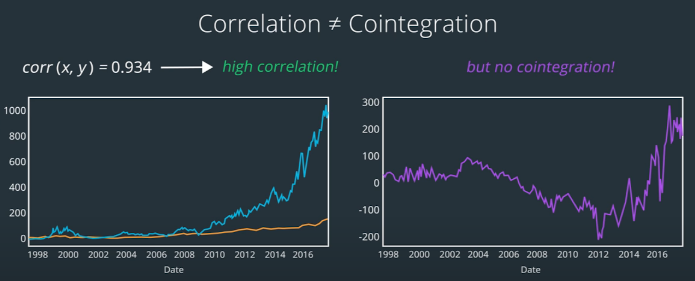 Correlation ≠ Cointegration
corr (x, y) = 0.934
high correlation!
but no cointegration!
1000
800
600
400
200
0
1998 2000 2002 2004 2006 2008 2010 2012 2014 2016
Date
300
200
100
0
-100
-200
1998 2000 2002 2004 2006 2008 2010 2012 2014 2016
Date